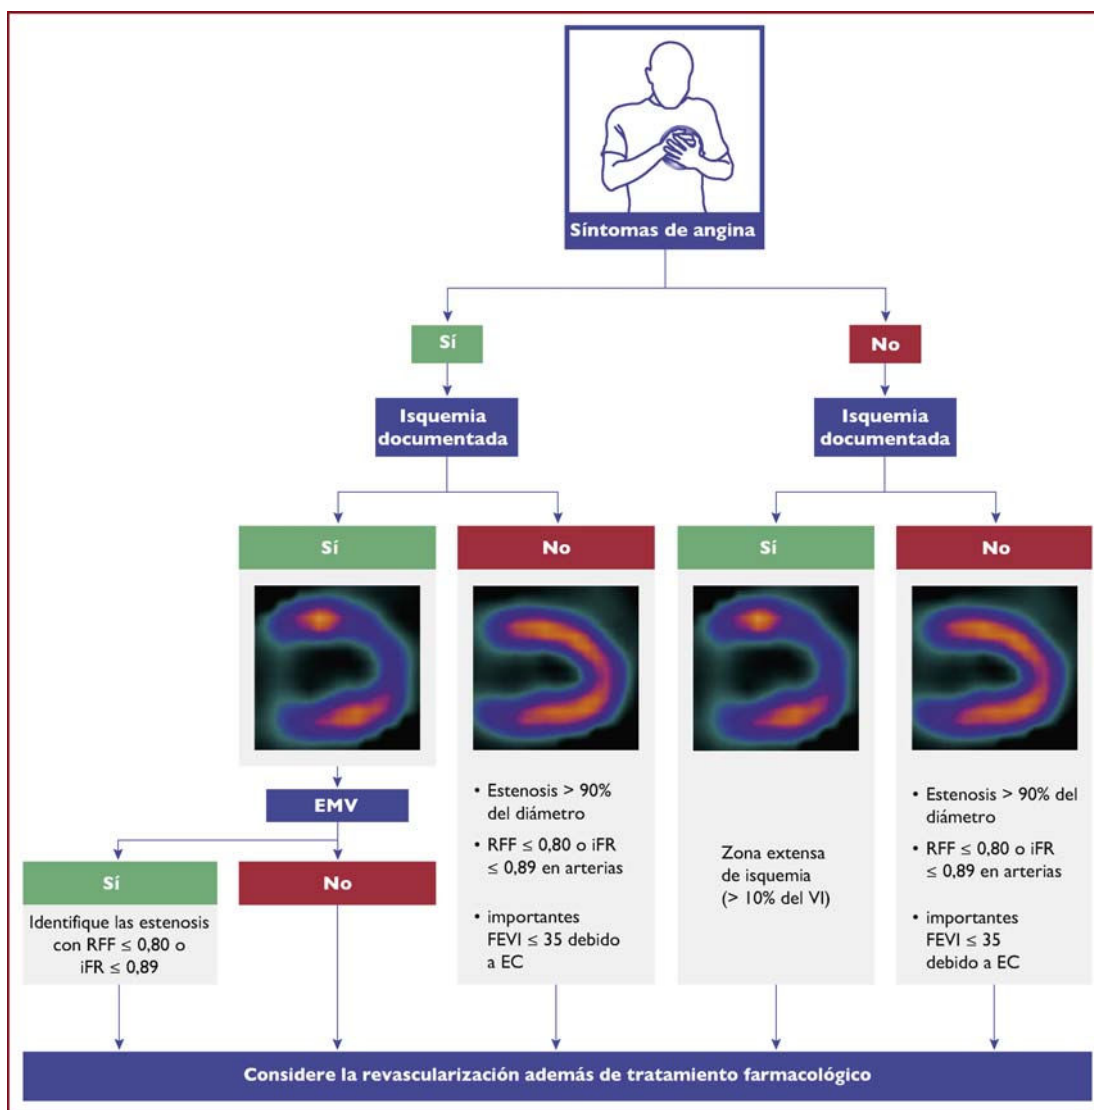 Síntomas de angina
Sí
No
Isquemia
documentada
Isquemia
documentada
Sí
No
Sí
No
EMV
Sí
No
Identifique las estenosis
con RFF ≤ 0,80 o
iFR ≤ 0,89
• Estenosis > 90%
del diámetro
• RFF ≤ 0,80 o iFR
≤ 0,89 en arterias
• importantes
FEVI ≤ 35 debido
a EC
Zona extensa
de isquemia
(> 10% del VI)
• Estenosis > 90% del
diámetro
• RFF ≤ 0,80 o iFR
≤ 0,89 en arterias
• importantes
FEVI ≤ 35
debido a EC
Considere la revascularización además de tratamiento farmacológico